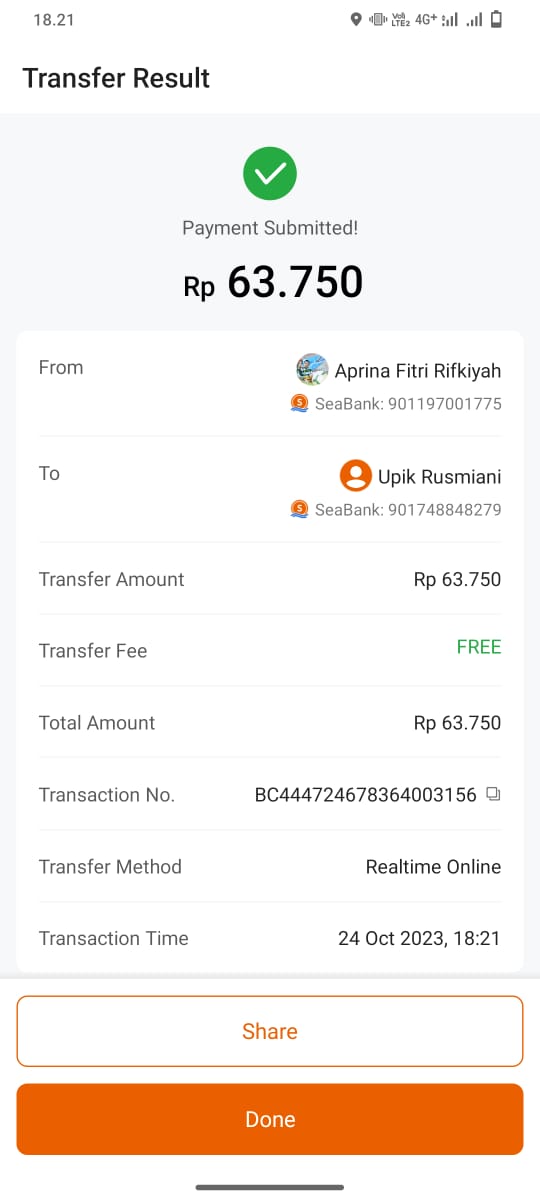 18.21
Vo) LTE2 4G+
Transfer Result
Payment Submitted!
Rp 63.750
From
Aprina Fitri Rifkiyah
SeaBank: 901197001775
To
Upik Rusmiani
SeaBank: 901748848279
Transfer Amount Rp 63.750
Transfer Fee FREE
Total Amount Rp 63.750
Transaction No. BC444724678364003156
Transfer Method Realtime Online
Transaction Time 24 Oct 2023, 18:21
Share
Done